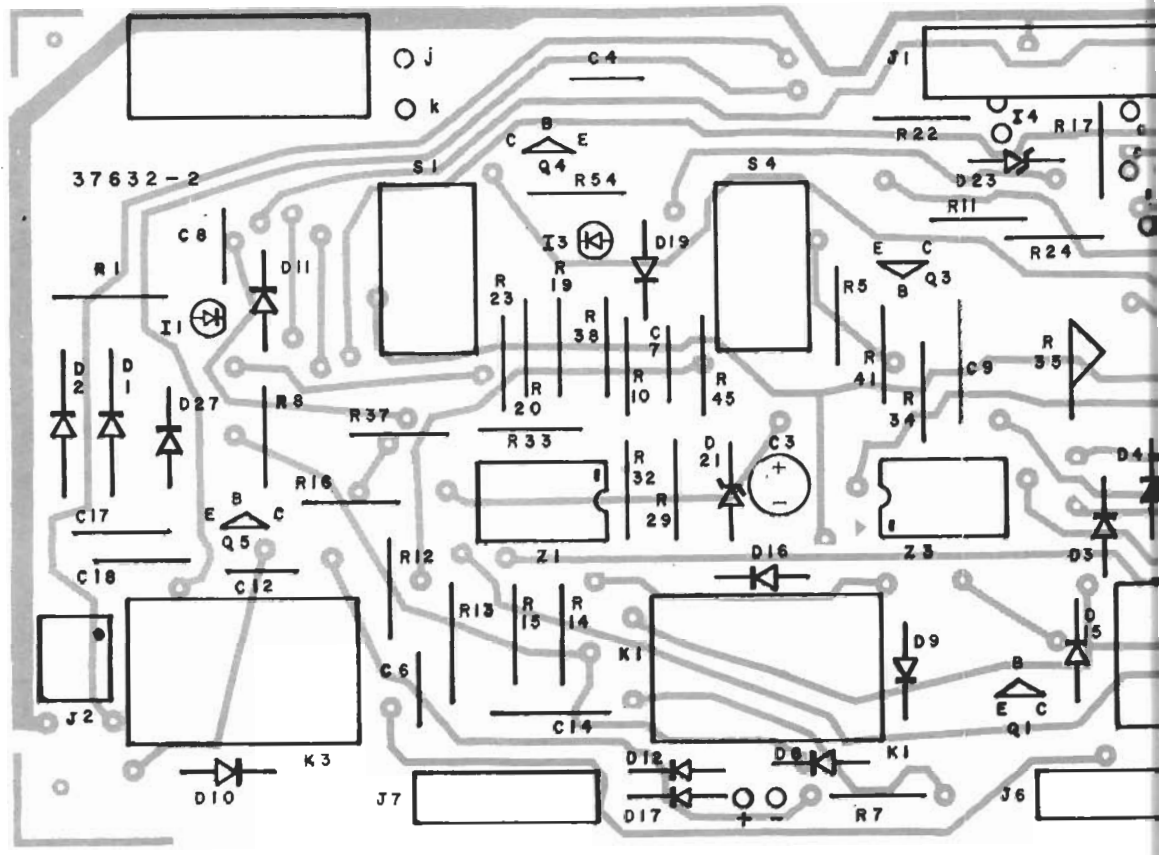 j
C4
J1
k
I4
R17
B
R22
C E
Q4
S1
S4
37632-2
R54
D23
R11
C8
I3
D19
E C
R24
D11
Q3
R1
R 23
R 19
R5
B
I1
R 38
C 7
R 35
D 2
D 1
R 20
R 10
R 45
R 41
C9
D27
R8
R 34
R37
R33
D 21
C3
D4
R 32
+
R16
B
R 29
-
C17
E C
Q5
Z1
Z3
D3
R12
D16
C18
C12
R13
R 15
R 14
D 15
K1
D9
C6
B
J2
C14
E C
Q1
K3
D12
D8
K1
D10
J7
J6
D17
+ -
R7